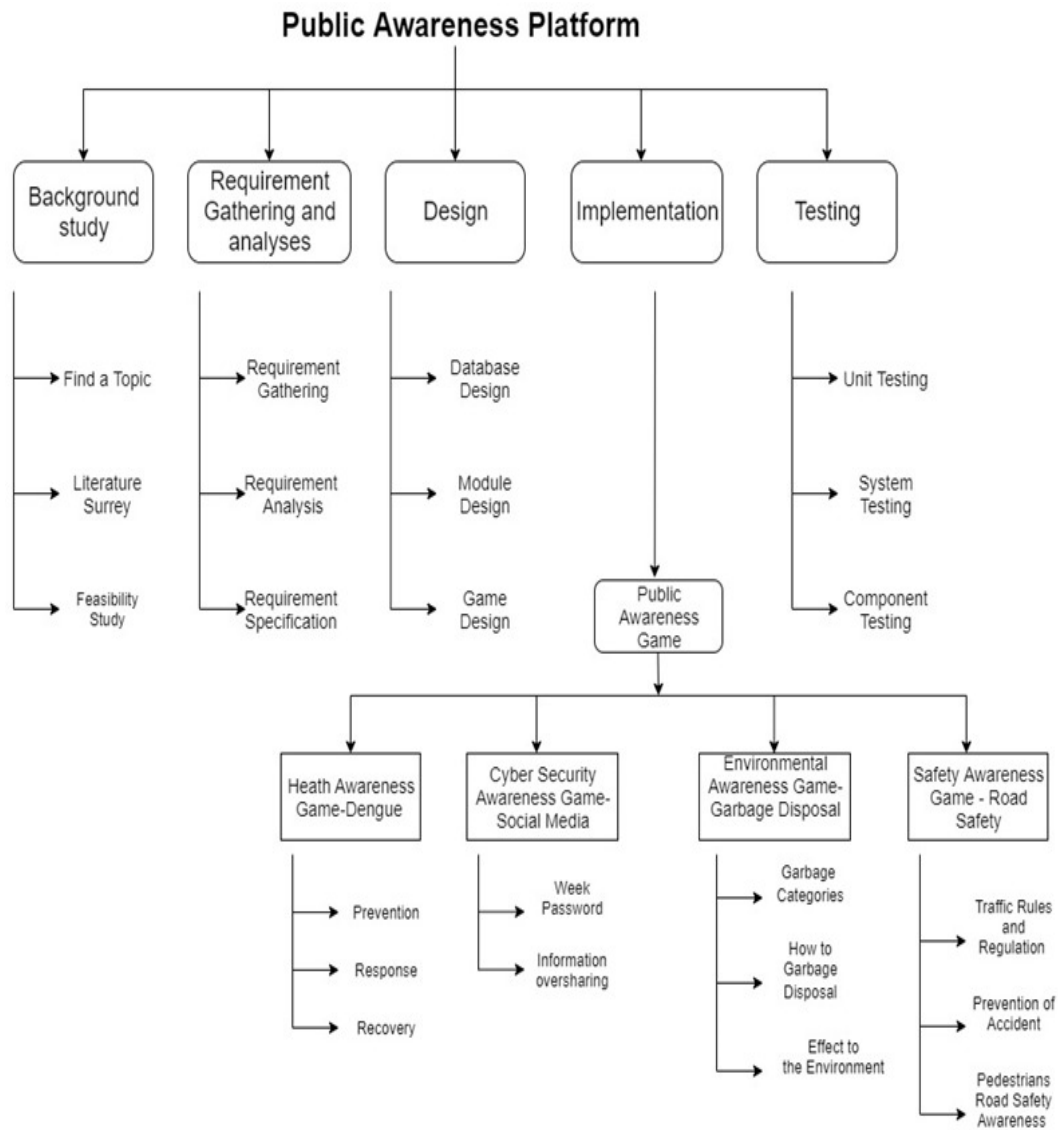 Public Awareness Platform
Background
study
Requirement
Gathering and
analyses
Design
Implementation
Testing
Find a Topic
Literature
Surrey
Feasibility
Study
Requirement
Gathering
Requirement
Analysis
Requirement
Specification
Database
Design
Module
Design
Game
Design
Public
Awareness
Game
Unit Testing
System
Testing
Component
Testing
Heath Awareness
Game-Dengue
Cyber Security
Awareness Game-
Social Media
Environmental
Awareness Game-
Garbage Disposal
Safety Awareness
Game - Road
Safety
Prevention
Response
Recovery
Week
Password
Information
oversharing
Garbage
Categories
How to
Garbage
Disposal
Effect to
the Environment
Traffic Rules
and
Regulation
Prevention of
Accident
Pedestrians
Road Safety
Awareness